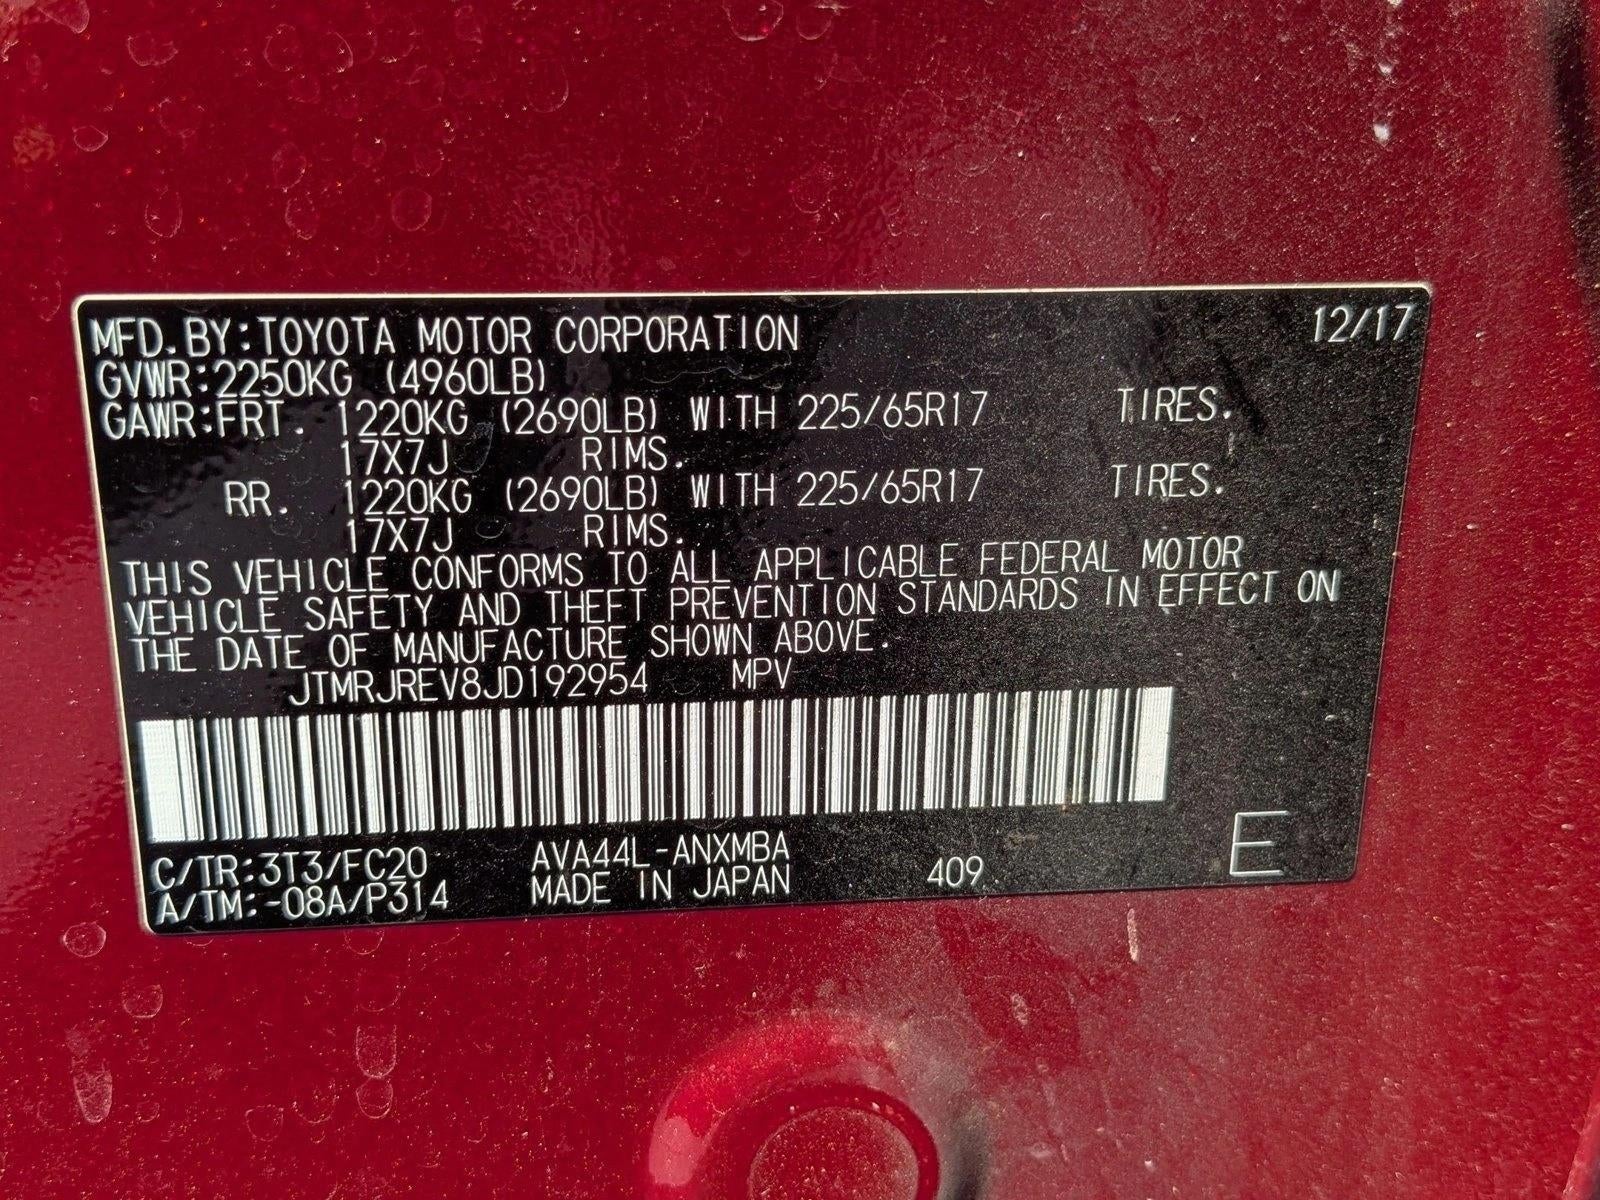 MFD.BY:TOYOTA MOTOR CORPORATION 12/17
GVWR:2250KG (4960LB)
GAWR:FRT. 1220KG (2690LB) WITH 225/65R17 TIRES.
17X7J RIMS.
RR. 1220KG (2690LB) WITH 225/65R17 TIRES.
17X7J RIMS.
THIS VEHICLE CONFORMS TO ALL APPLICABLE FEDERAL MOTOR
VEHICLE SAFETY AND THEFT PREVENTION STANDARDS IN EFFECT ON
THE DATE OF MANUFACTURE SHOWN ABOVE.
JTMRJREV8JD192954 MPV
C/TR:3T3/FC20 AVA44L-ANXMBA
A/TM:-08A/P314 MADE IN JAPAN 409 E